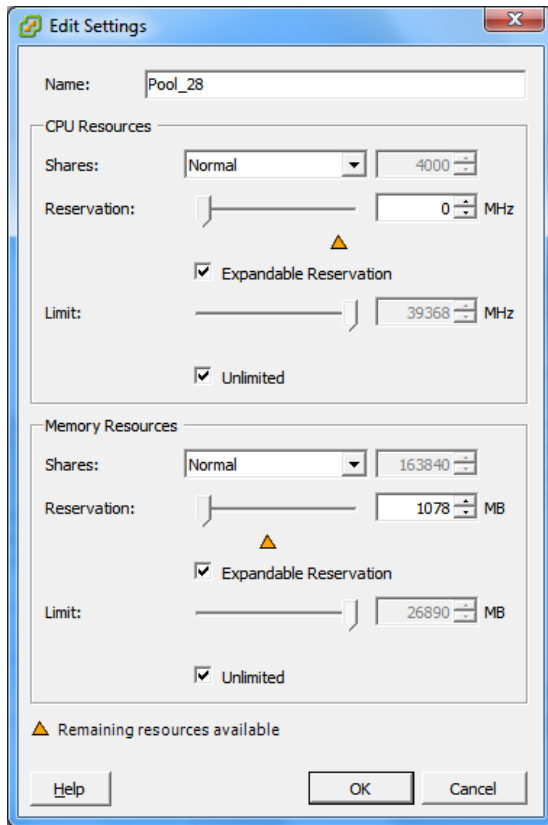 Edit Settings
Name: Pool_28
CPU Resources
Shares: Normal 4000
Reservation: 0 MHz
Expandable Reservation
Limit: 39368 MHz
Unlimited
Memory Resources
Shares: Normal 163840
Reservation: 1078 MB
Expandable Reservation
Limit: 26890 MB
Unlimited
Remaining resources available
Help OK Cancel